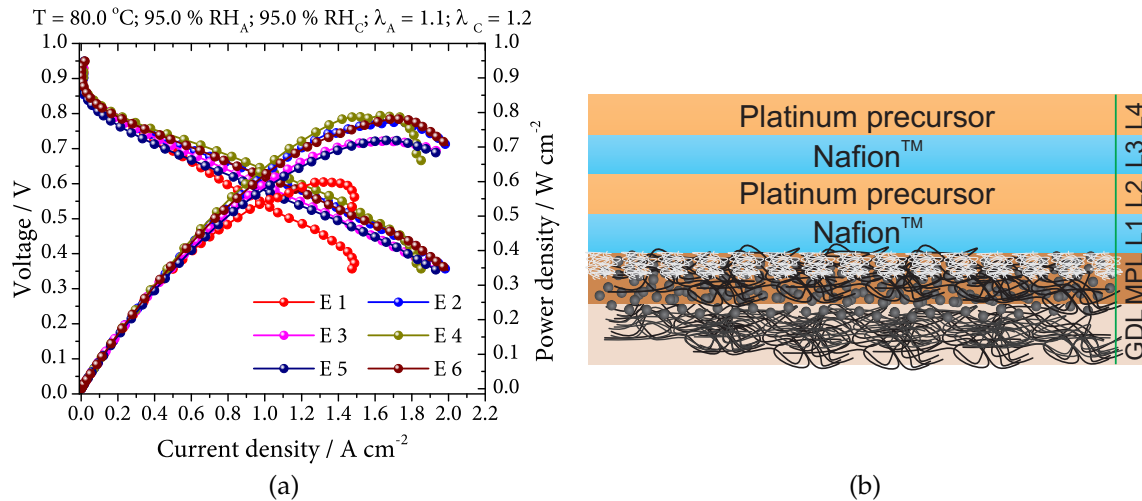 T = 80.0 °C; 95.0 % RH_A; 95.0 % RH_C; λ_A = 1.1; λ_C = 1.2
1.0
0.9
0.8
0.7
0.6
0.5
0.4
0.3
0.2
0.1
0.0
Voltage / V
1.0
0.9
0.8
0.7
0.6
0.5
0.4
0.3
0.2
0.1
0.0
Power density / W cm⁻²
E 1 E 2
E 3 E 4
E 5 E 6
0.0 0.2 0.4 0.6 0.8 1.0 1.2 1.4 1.6 1.8 2.0 2.2
Current density / A cm⁻²
(a)
Platinum precursor L4
Nafion™ L3
Platinum precursor L2
Nafion™ L1
MPL
GDL
(b)